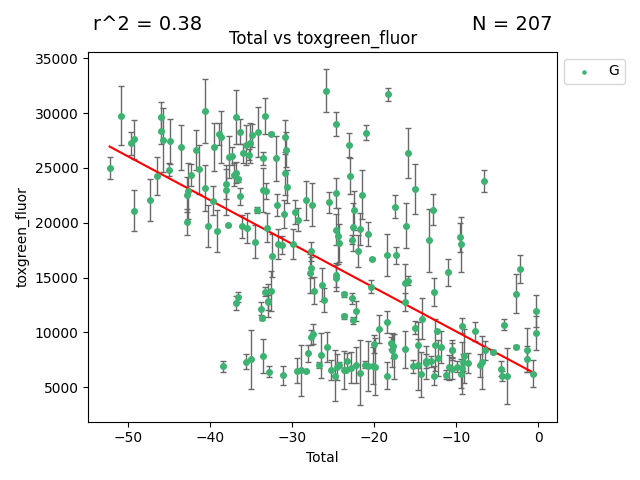 r^2 = 0.38
N = 207
Total vs toxgreen_fluor
35000
30000
25000
20000
15000
10000
5000
toxgreen_fluor
−50
−40
−30
−20
−10
0
Total
G